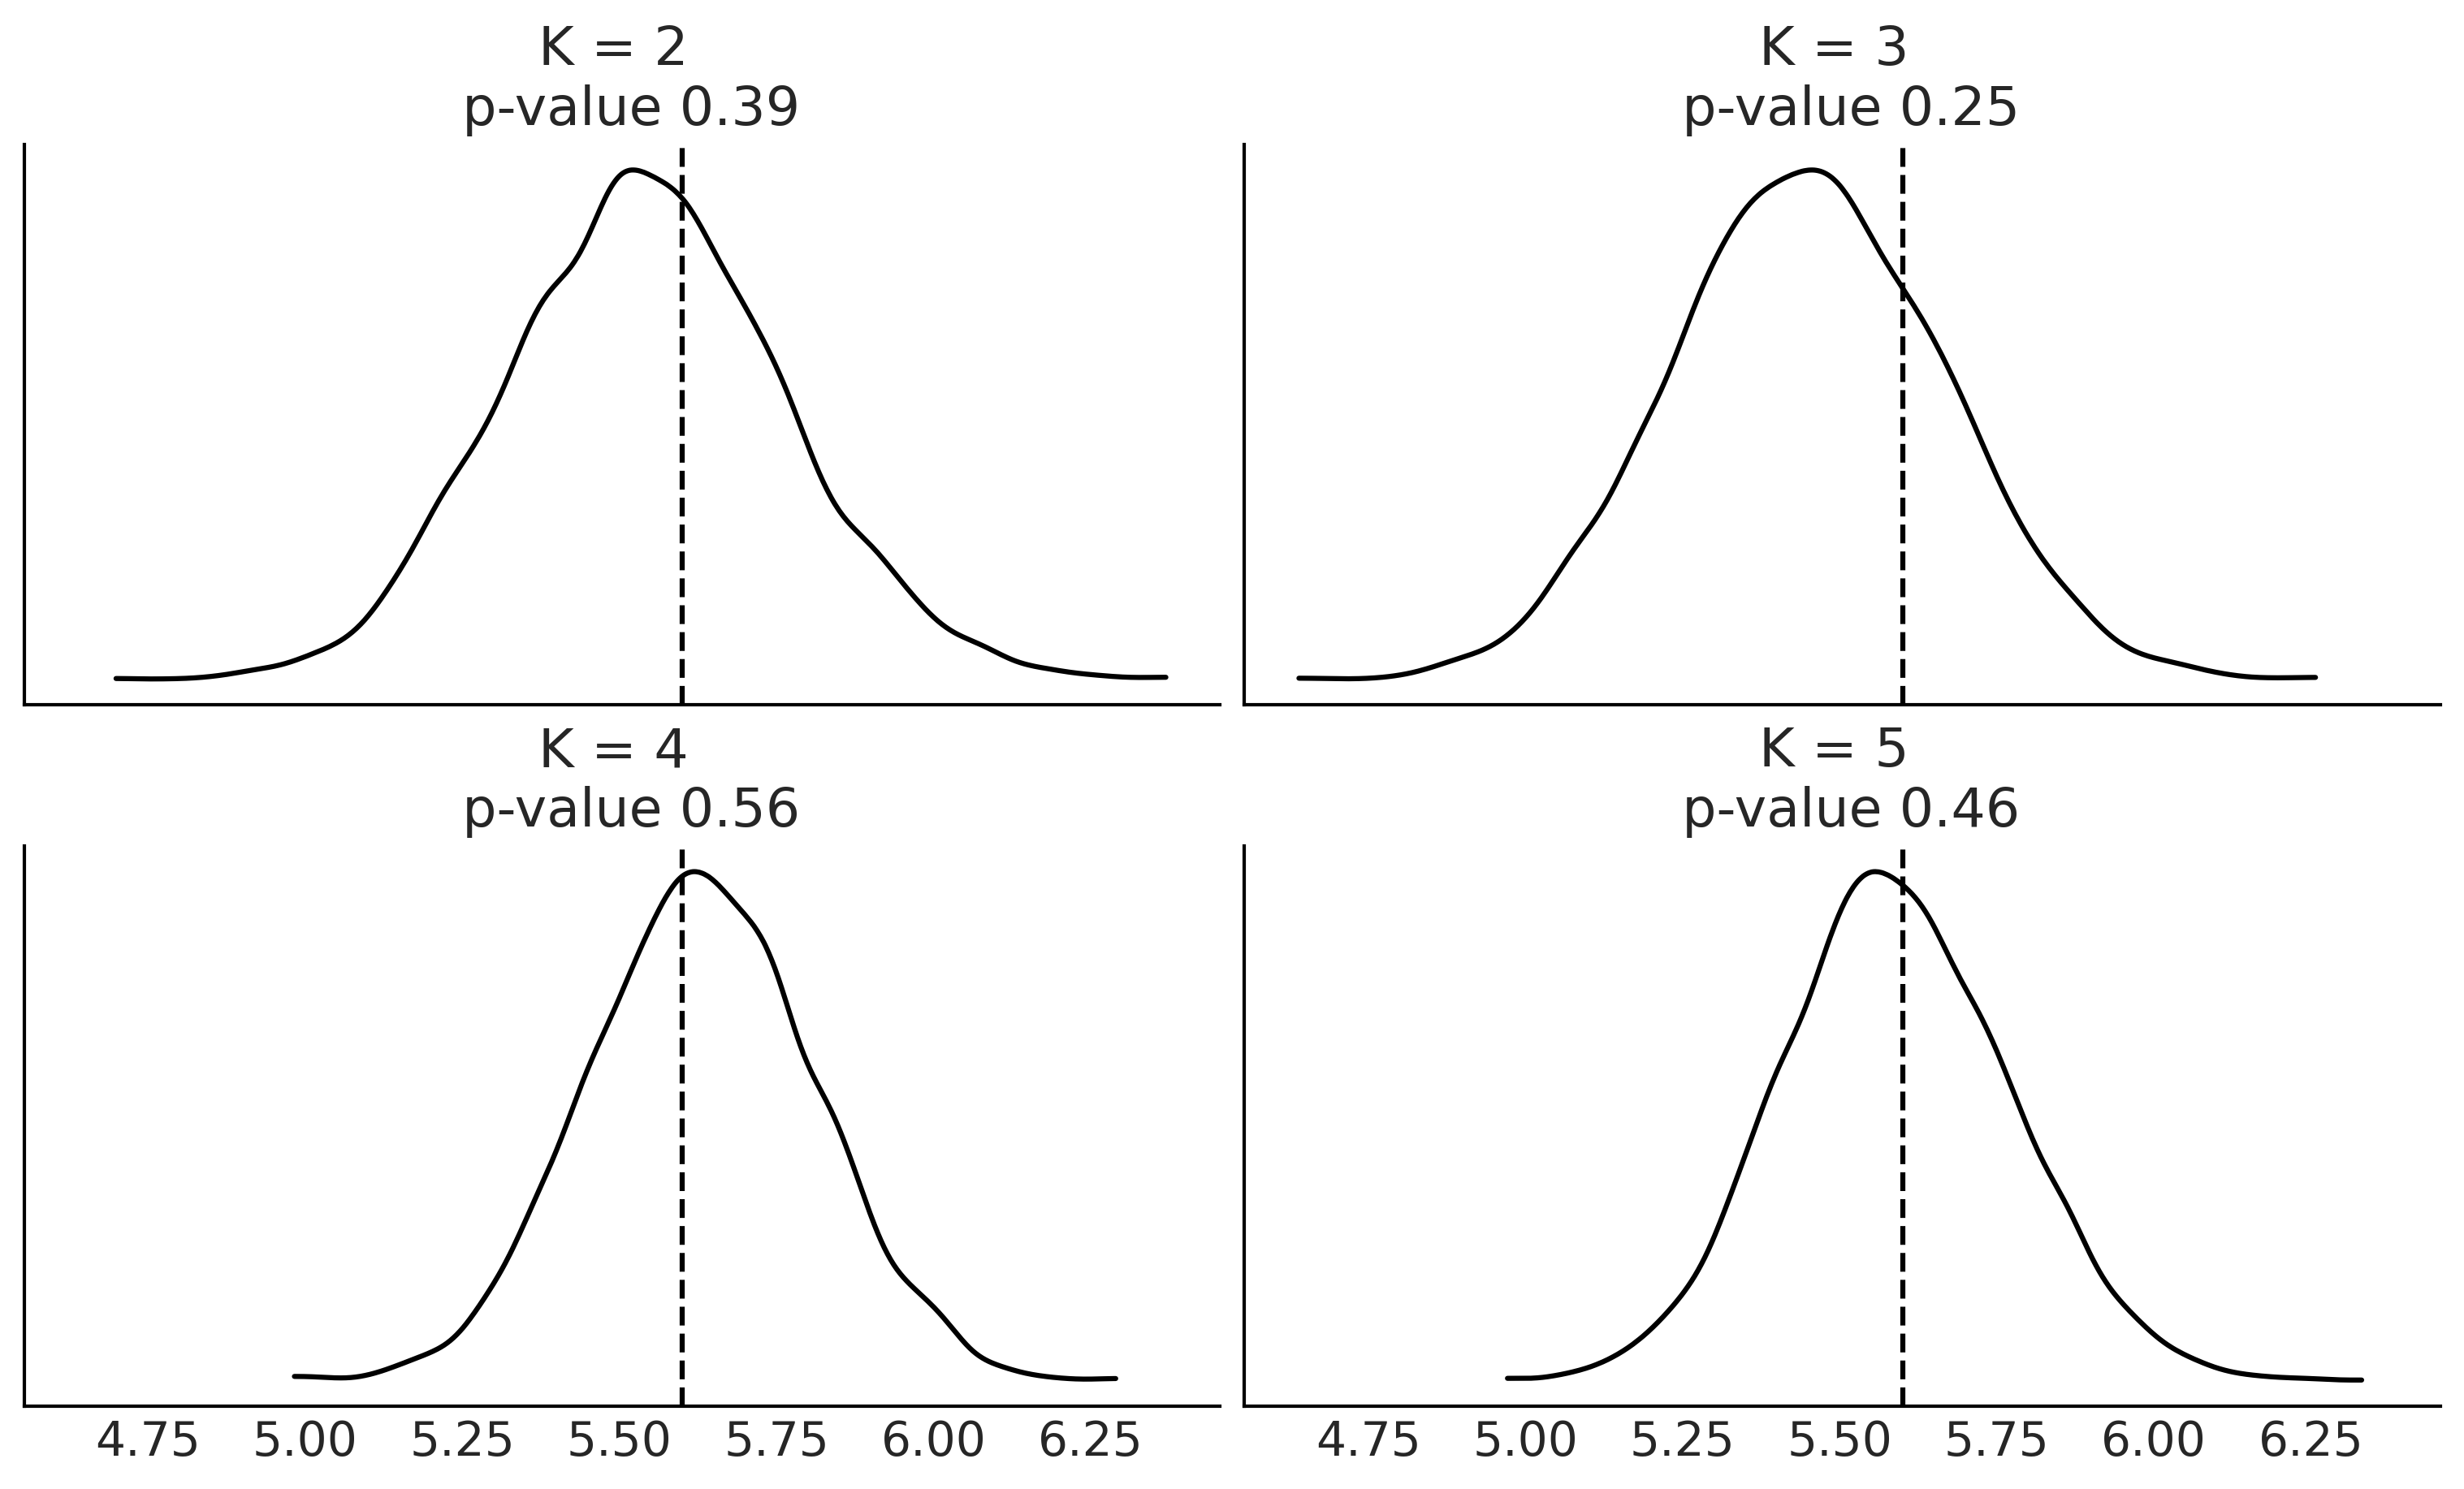 K = 2
p-value 0.39
K = 3
p-value 0.25
K = 4
p-value 0.56
K = 5
p-value 0.46
4.75 5.00 5.25 5.50 5.75 6.00 6.25
4.75 5.00 5.25 5.50 5.75 6.00 6.25